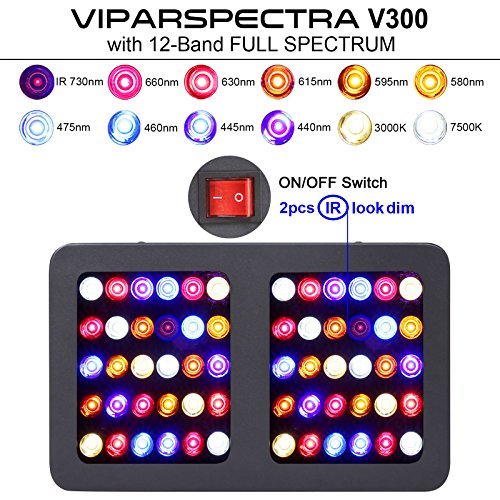 VIPARSPECTRA V300
with 12-Band FULL SPECTRUM
IR 730nm 660nm 630nm 615nm 595nm 580nm
475nm 460nm 445nm 440nm 3000K 7500K
ON/OFF Switch
2pcs IR look dim